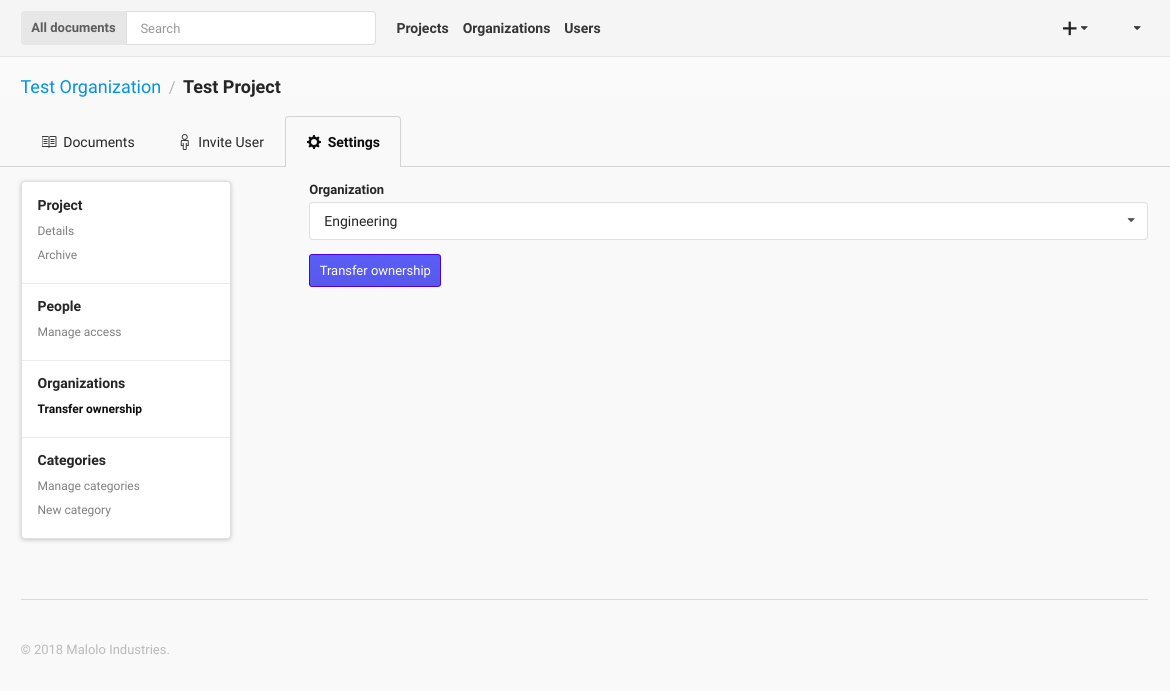 All documents Search Projects Organizations Users
Test Organization / Test Project
Documents Invite User Settings
Project
Details
Archive
People
Manage access
Organizations
Transfer ownership
Categories
Manage categories
New category
Organization
Engineering
Transfer ownership
© 2018 Malolo Industries.